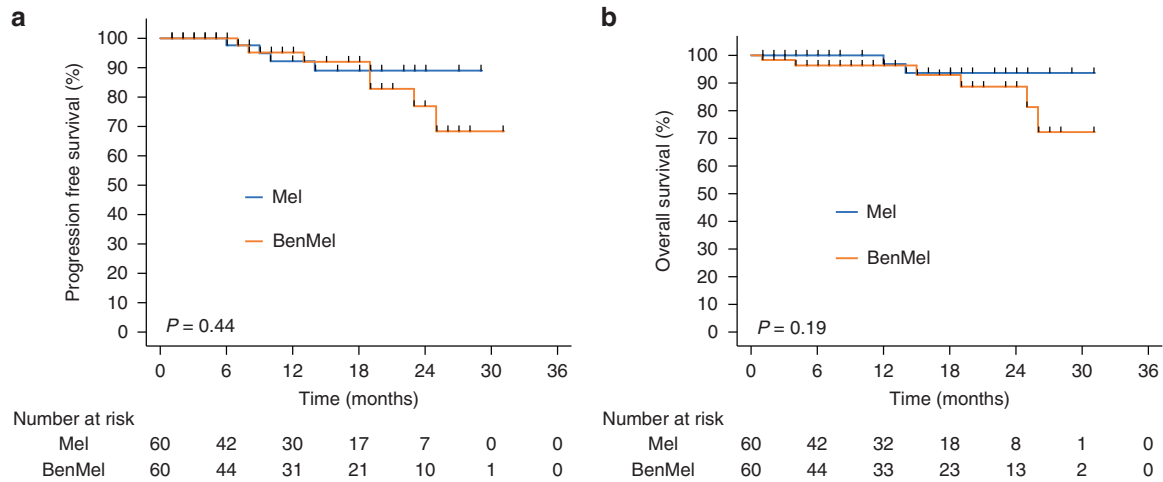 a
Progression free survival (%)
100
90
80
70
60
50
40
30
20
10
0
Mel
BenMel
P = 0.44
0 6 12 18 24 30 36
Time (months)
Number at risk
Mel 60 42 30 17 7 0 0
BenMel 60 44 31 21 10 1 0
b
Overall survival (%)
100
90
80
70
60
50
40
30
20
10
0
Mel
BenMel
P = 0.19
0 6 12 18 24 30 36
Time (months)
Number at risk
Mel 60 42 32 18 8 1 0
BenMel 60 44 33 23 13 2 0